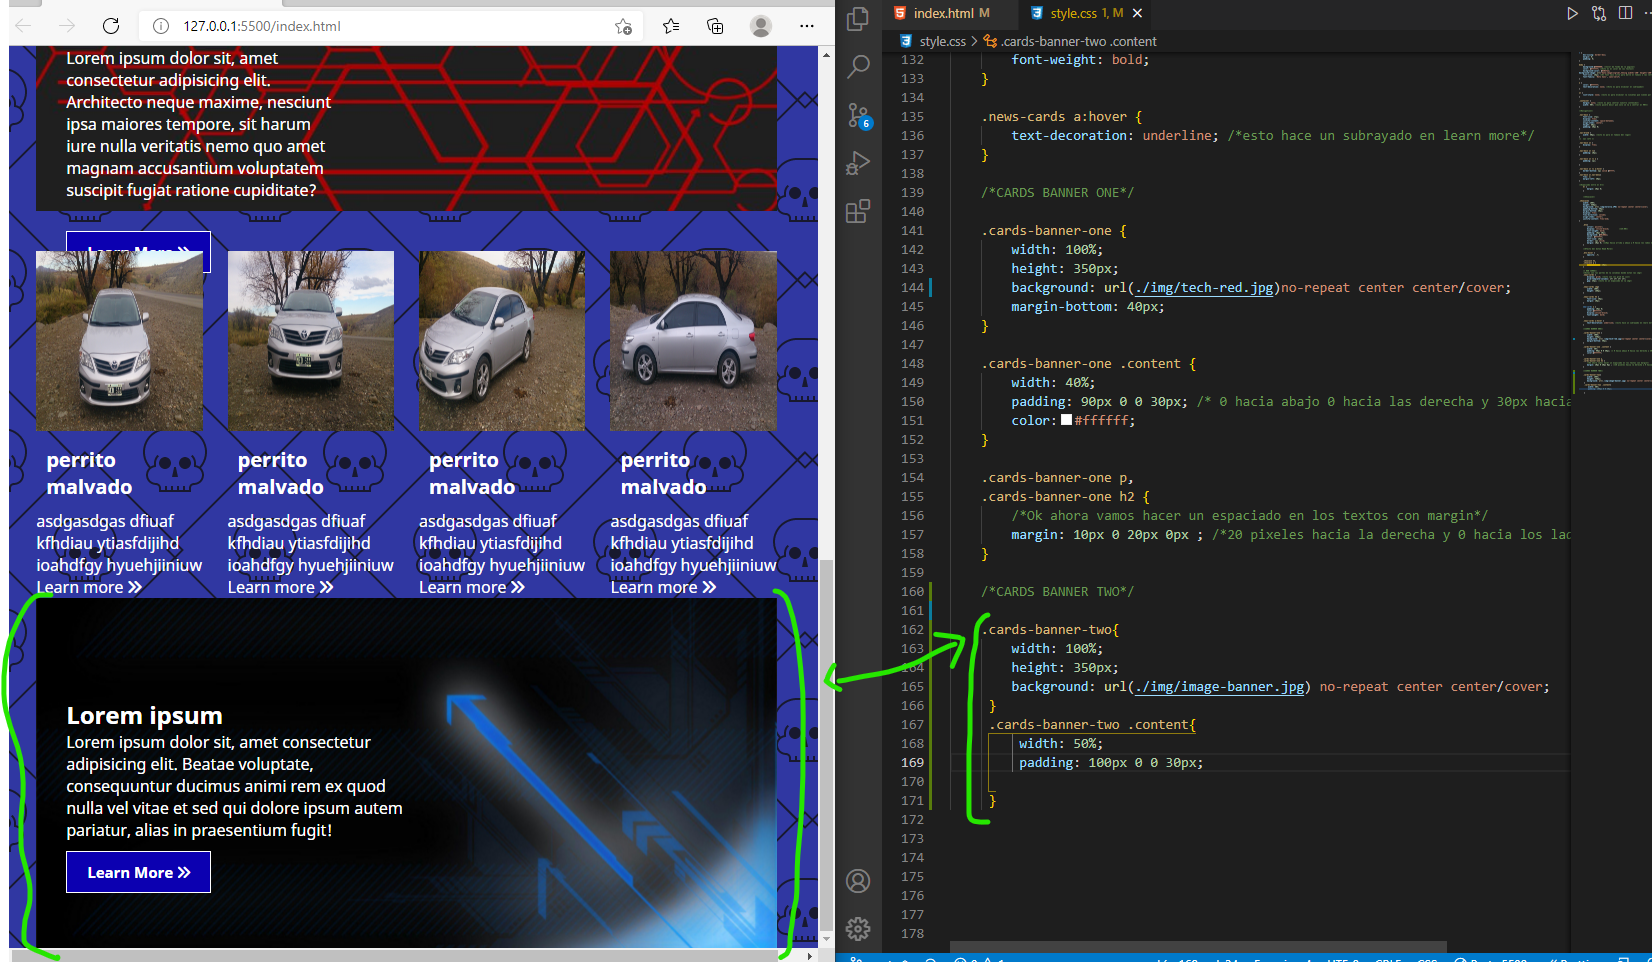 127.0.0.1:5500/index.html
Lorem ipsum dolor sit, amet
consectetur adipisicing elit.
Architecto neque maxime, nesciunt
ipsa maiores tempore, sit harum
iure nulla veritatis nemo quo amet
magnam accusantium voluptatem
suscipit fugiat ratione cupiditate?
Learn More
perrito malvado
asdgasdgas dfiuaf
kfhdiau ytiasfdijihd
ioahdfgy hyuehjiiniuw
Learn more
perrito malvado
asdgasdgas dfiuaf
kfhdiau ytiasfdijihd
ioahdfgy hyuehjiiniuw
Learn more
perrito malvado
asdgasdgas dfiuaf
kfhdiau ytiasfdijihd
ioahdfgy hyuehjiiniuw
Learn more
perrito malvado
asdgasdgas dfiuaf
kfhdiau ytiasfdijihd
ioahdfgy hyuehjiiniuw
Learn more
Lorem ipsum
Lorem ipsum dolor sit, amet consectetur
adipisicing elit. Beatae voluptate,
consequuntur ducimus animi rem ex quod
nulla vel vitae et sed qui dolore ipsum autem
pariatur, alias in praesentium fugit!
Learn More
6
index.html M
style.css 1, M
style.css > .cards-banner-two .content
132 font-weight: bold;
133 }
134
135 .news-cards a:hover {
136 text-decoration: underline; /*esto hace un subrayado en learn more*/
137 }
138
139 /*CARDS BANNER ONE*/
140
141 .cards-banner-one {
142 width: 100%;
143 height: 350px;
144 background: url(./img/tech-red.jpg)no-repeat center center/cover;
145 margin-bottom: 40px;
146 }
147
148 .cards-banner-one .content {
149 width: 40%;
150 padding: 90px 0 0 30px; /* 0 hacia abajo 0 hacia las derecha y 30px hacia
151 color: #ffffff;
152 }
153
154 .cards-banner-one p,
155 .cards-banner-one h2 {
156 /*Ok ahora vamos hacer un espaciado en los textos con margin*/
157 margin: 10px 0 20px 0px ; /*20 pixeles hacia la derecha y 0 hacia los lad
158 }
159
160 /*CARDS BANNER TWO*/
161
162 .cards-banner-two{
163 width: 100%;
164 height: 350px;
165 background: url(./img/image-banner.jpg) no-repeat center center/cover;
166 }
167 .cards-banner-two .content{
168 width: 50%;
169 padding: 100px 0 0 30px;
170
171 }
172
173
174
175
176
177
178